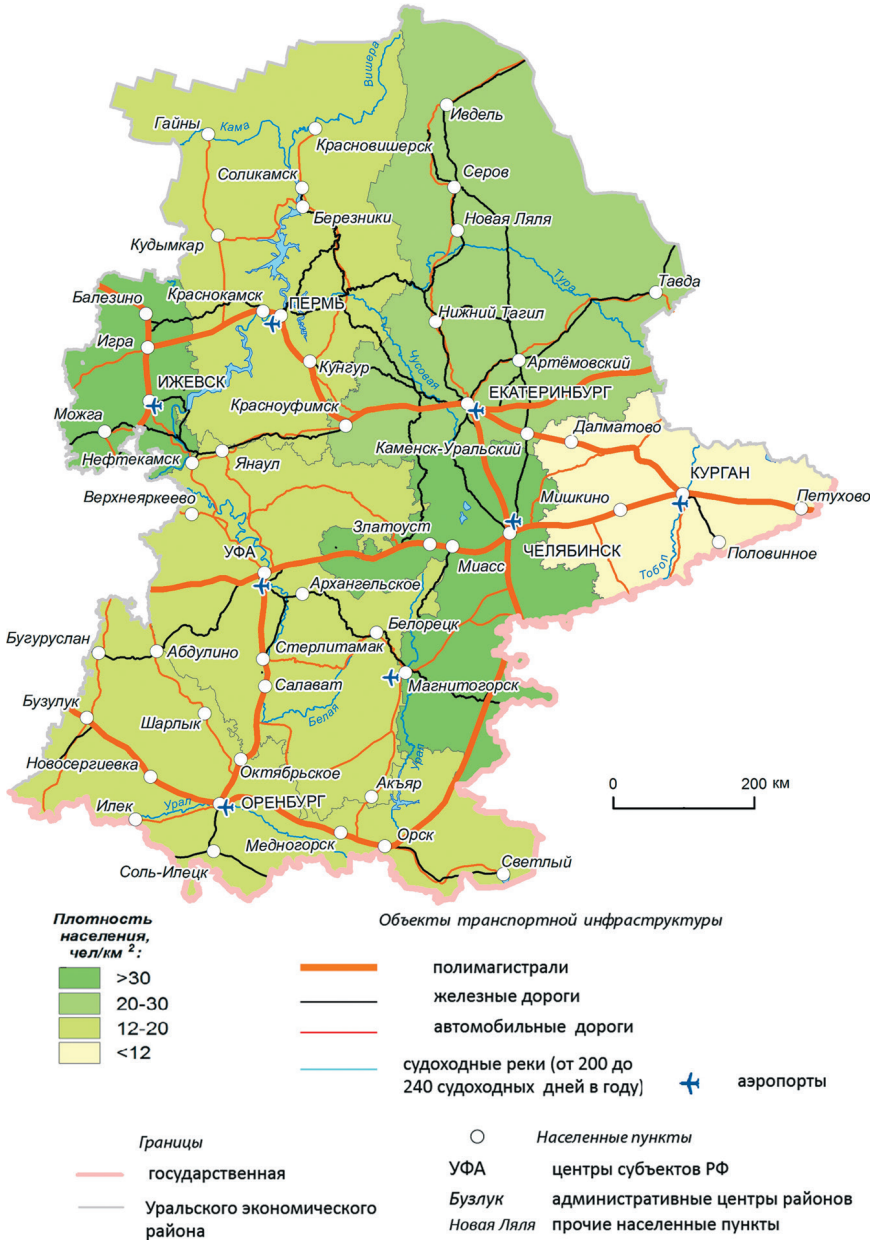 Вишера
Ивдель
Гайны
Кама
Красновишерск
Соликамск
Серов
Березники
Новая Ляля
Кудымкар
Тура
Тавда
Балезино
Краснокамск
ПЕРМЬ
Нижний Тагил
Игра
Чусовая
Артёмовский
Кунгур
ИЖЕВСК
ЕКАТЕРИНБУРГ
Красноуфимск
Можга
Далматово
Каменск-Уральский
Нефтекамск
Янаул
КУРГАН
Верхнеяркеево
Мишкино
Петухово
Златоуст
УФА
ЧЕЛЯБИНСК
Половинное
Миасс
Тобол
Архангельское
Белорецк
Бугуруслан
Абдулино
Стерлитамак
Магнитогорск
Салават
Бузулук
Белая
Шарлык
Урал
Новосергиевка
Октябрьское
Акъяр
0 200 км
Илек
Урал
ОРЕНБУРГ
Медногорск
Орск
Соль-Илецк
Светлый
Плотность
населения,
чел/км ²:
>30
20-30
12-20
<12
Объекты транспортной инфраструктуры
полимагистрали
железные дороги
автомобильные дороги
судоходные реки (от 200 до
240 судоходных дней в году)
аэропорты
Границы
государственная
Уральского экономического
района
Населенные пункты
УФА центры субъектов РФ
Бузлук административные центры районов
Новая Ляля прочие населенные пункты